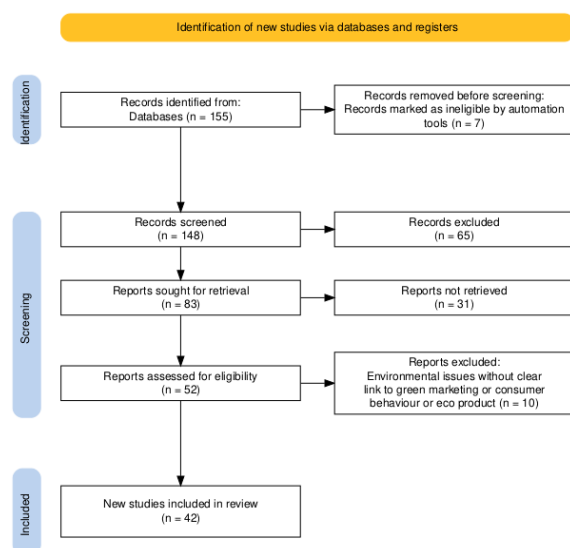 Identification of new studies via databases and registers
Identification
Records identified from:
Databases (n = 155)
Records removed before screening:
Records marked as ineligible by automation
tools (n = 7)
Screening
Records screened
(n = 148)
Records excluded
(n = 65)
Reports sought for retrieval
(n = 83)
Reports not retrieved
(n = 31)
Reports assessed for eligibility
(n = 52)
Reports excluded:
Environmental issues without clear
link to green marketing or consumer
behaviour or eco product (n = 10)
Included
New studies included in review
(n = 42)